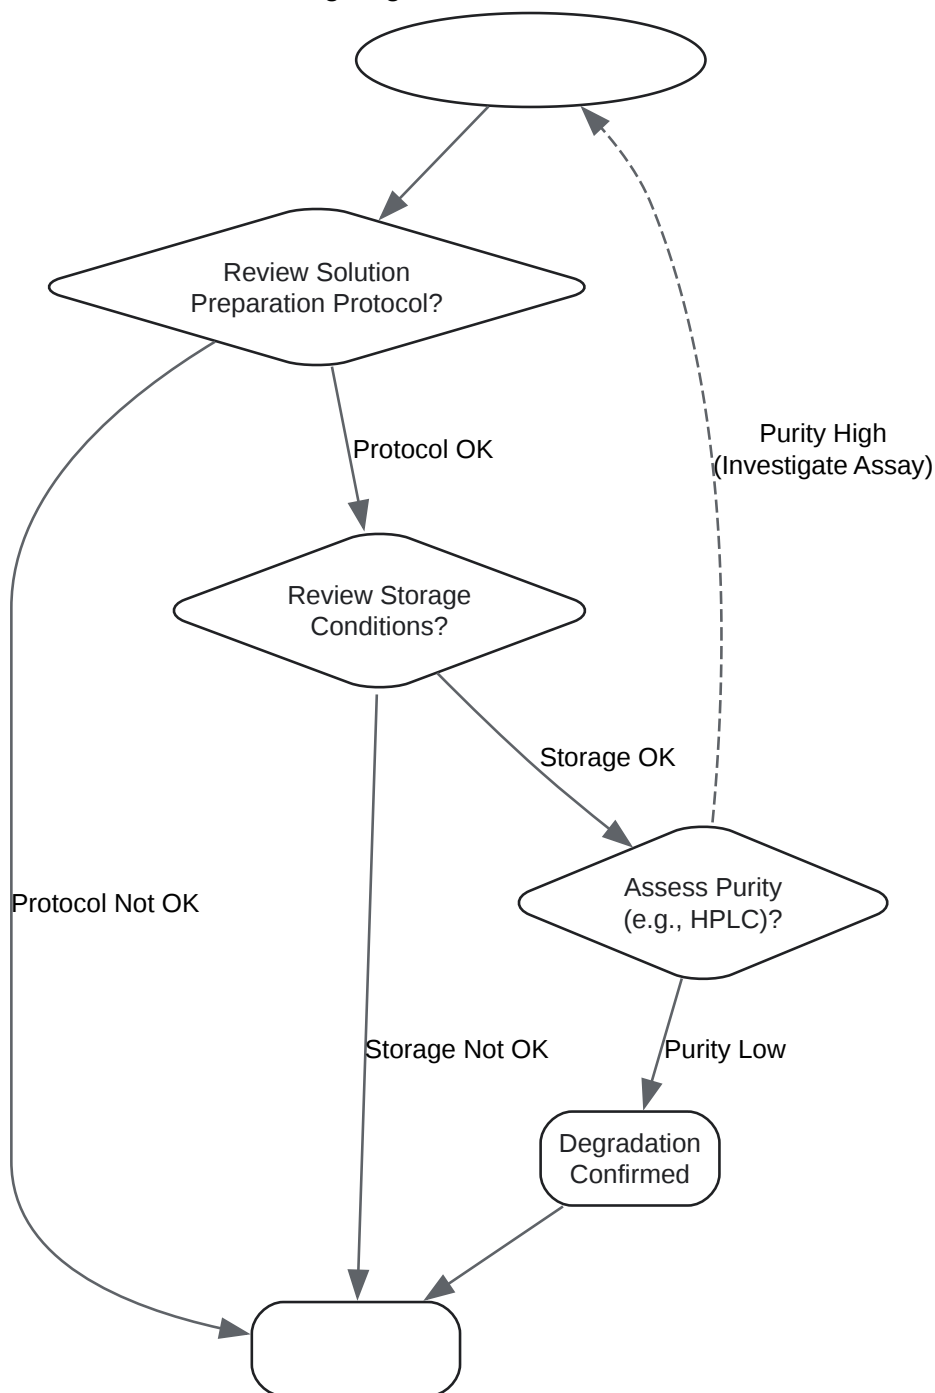 Review Solution
Preparation Protocol?
Protocol OK
Purity High
(Investigate Assay)
Review Storage
Conditions?
Storage OK
Protocol Not OK
Assess Purity
(e.g., HPLC)?
Storage Not OK
Purity Low
Degradation
Confirmed